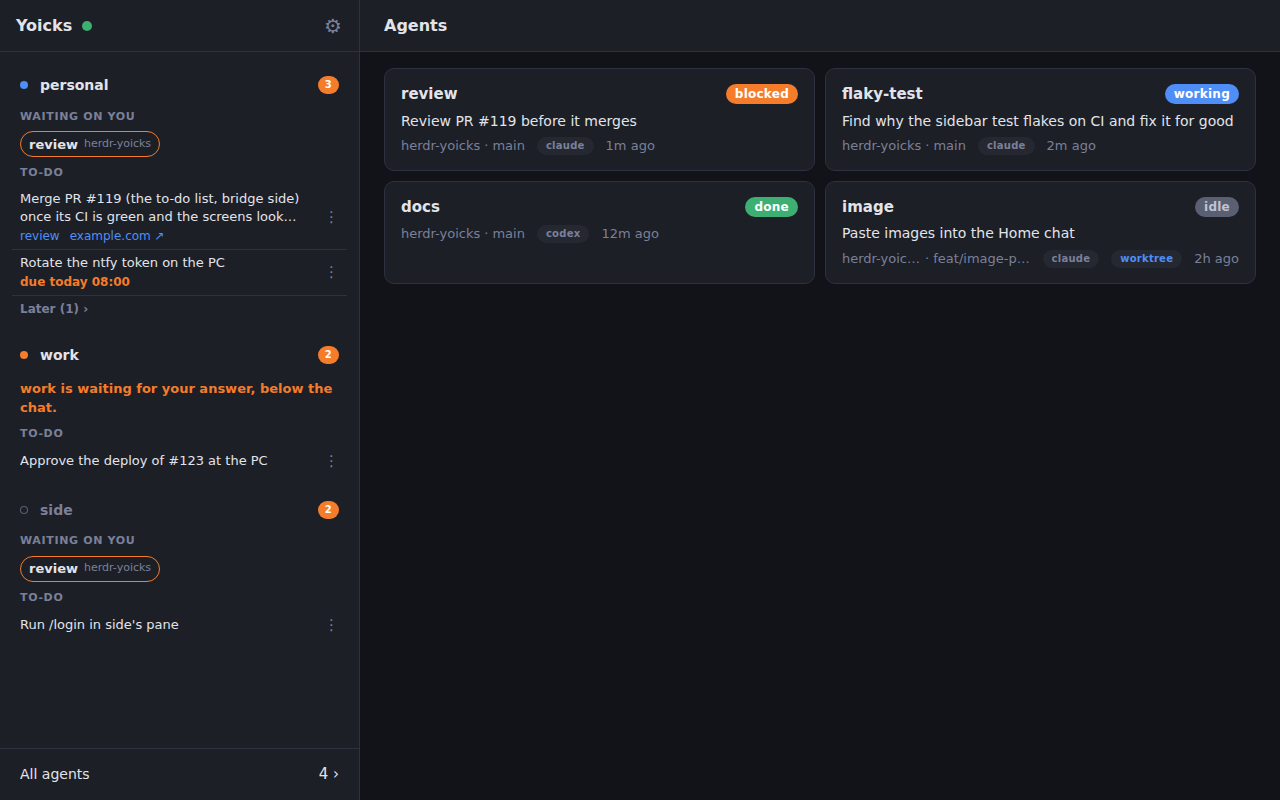 Yoicks
⚙
personal
3
WAITING ON YOU
review herdr-yoicks
TO-DO
Merge PR #119 (the to-do list, bridge side)
once its CI is green and the screens look…
review example.com ↗
⋮
Rotate the ntfy token on the PC
due today 08:00
⋮
Later (1) ›
work
2
work is waiting for your answer, below the
chat.
TO-DO
Approve the deploy of #123 at the PC
⋮
side
2
WAITING ON YOU
review herdr-yoicks
TO-DO
Run /login in side's pane
⋮
All agents
4 ›
Agents
review
blocked
Review PR #119 before it merges
herdr-yoicks · main claude 1m ago
flaky-test
working
Find why the sidebar test flakes on CI and fix it for good
herdr-yoicks · main claude 2m ago
docs
done
herdr-yoicks · main codex 12m ago
image
idle
Paste images into the Home chat
herdr-yoic… · feat/image-p… claude worktree 2h ago